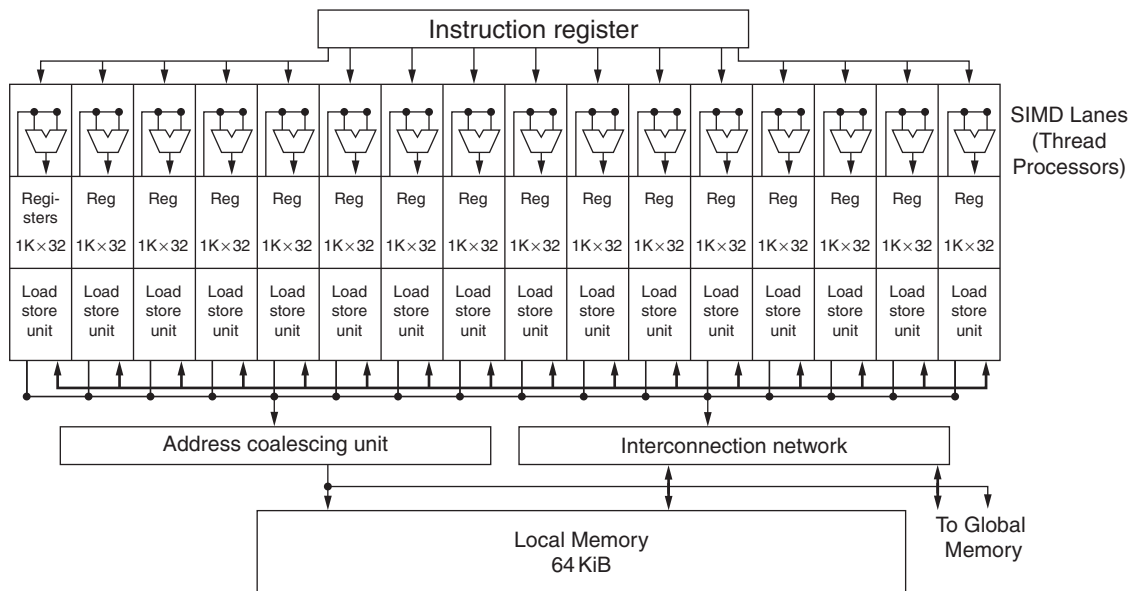 Instruction register
SIMD Lanes
(Thread
Processors)
Regi- Reg Reg Reg Reg Reg Reg Reg Reg Reg Reg Reg Reg Reg Reg Reg
sters
1K×32 1K×32 1K×32 1K×32 1K×32 1K×32 1K×32 1K×32 1K×32 1K×32 1K×32 1K×32 1K×32 1K×32 1K×32 1K×32
Load Load Load Load Load Load Load Load Load Load Load Load Load Load Load Load
store store store store store store store store store store store store store store store store
unit unit unit unit unit unit unit unit unit unit unit unit unit unit unit unit
Address coalescing unit
Interconnection network
Local Memory
64 KiB
To Global
Memory